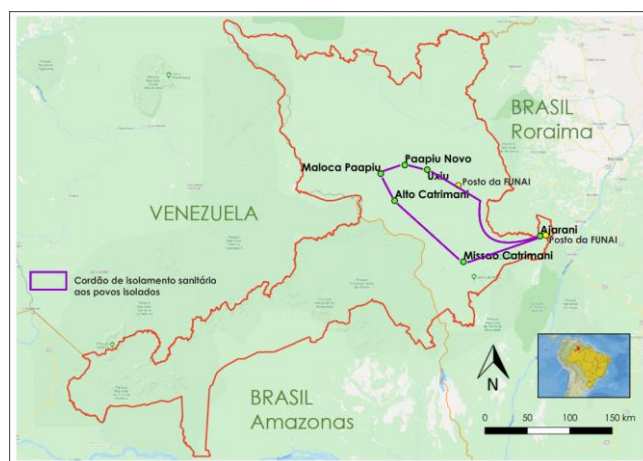 BRASIL
Roraima
Paapiu Novo
Maloca Paapiu
Uxiu
Posto da FUNAI
Alto Catrimani
VENEZUELA
Ajarani
Posto da FUNAI
Missao Catrimani
Cordão de isolamento sanitário
aos povos isolados
N
BRASIL
Amazonas
0 50 100 150 km